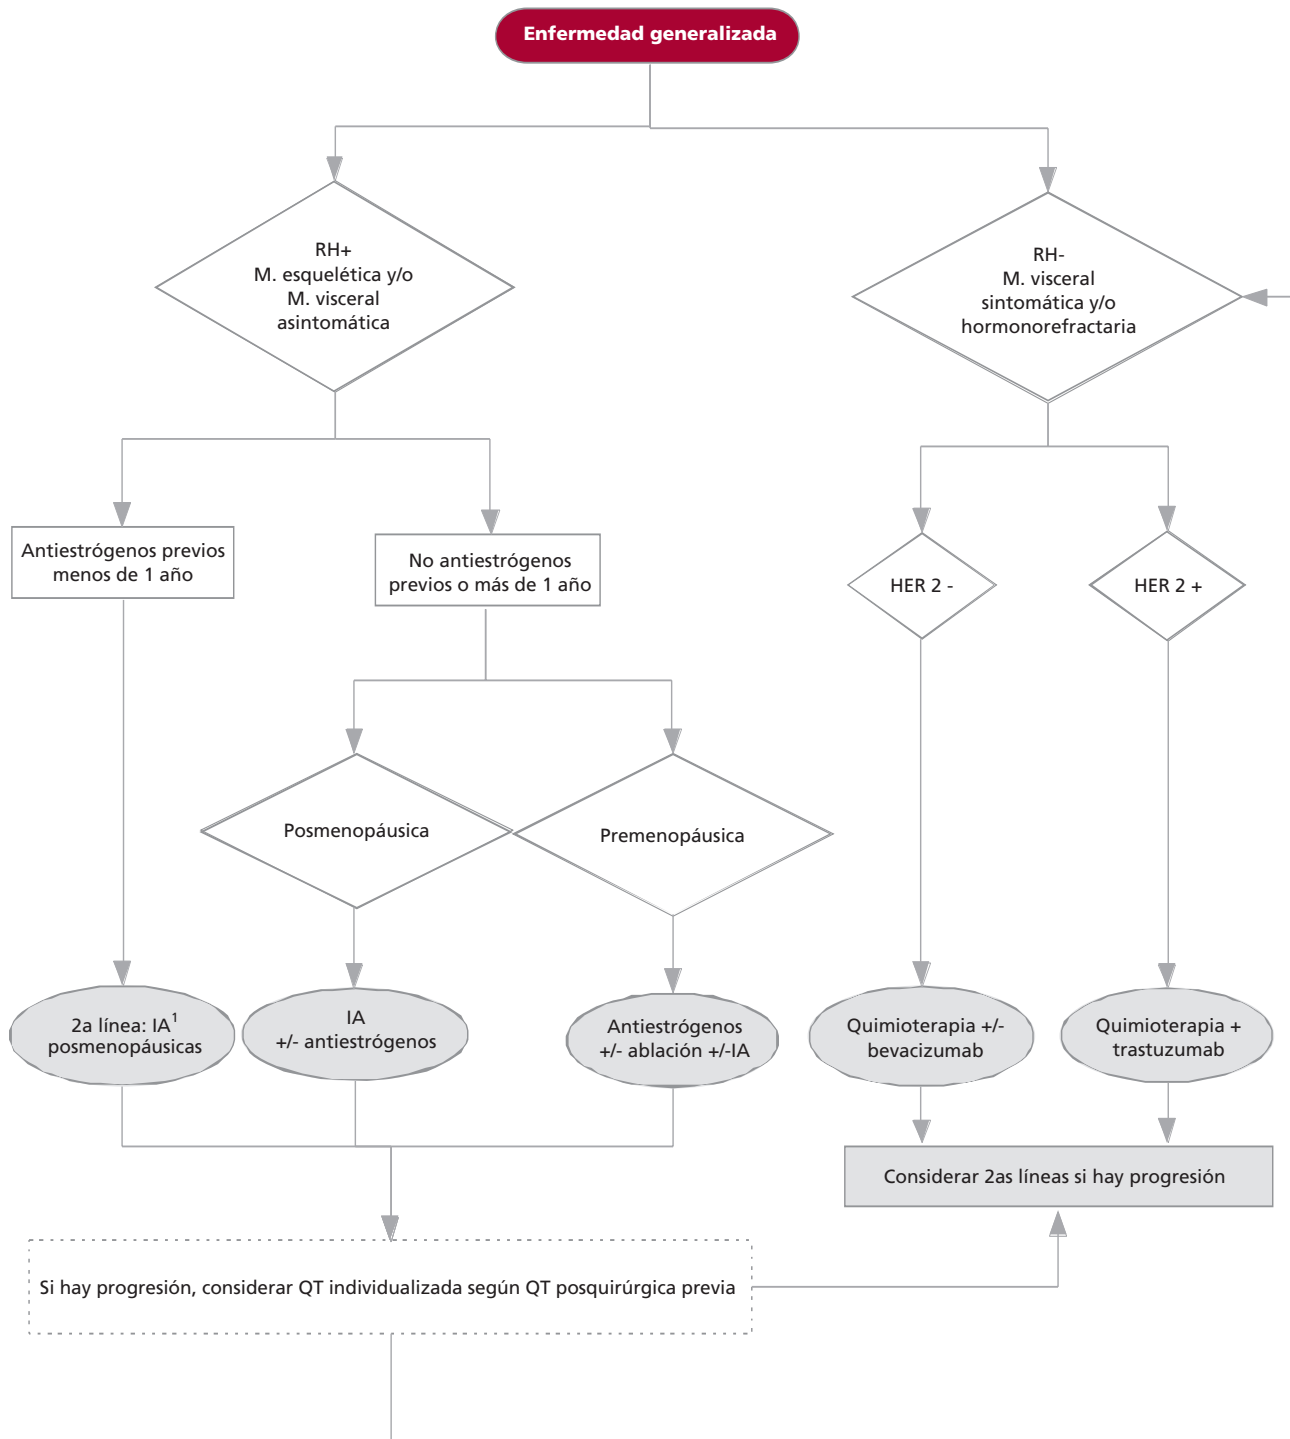 Enfermedad generalizada
RH+
M. esquelética y/o
M. visceral
asintomática
RH-
M. visceral
sintomática y/o
hormonorefractaria
Antiestrógenos previos
menos de 1 año
No antiestrógenos
previos o más de 1 año
HER 2 -
HER 2 +
Posmenopáusica
Premenopáusica
2a línea: IA¹
posmenopáusicas
IA
+/- antiestrógenos
Antiestrógenos
+/- ablación +/-IA
Quimioterapia +/-
bevacizumab
Quimioterapia +
trastuzumab
Considerar 2as líneas si hay progresión
Si hay progresión, considerar QT individualizada según QT posquirúrgica previa